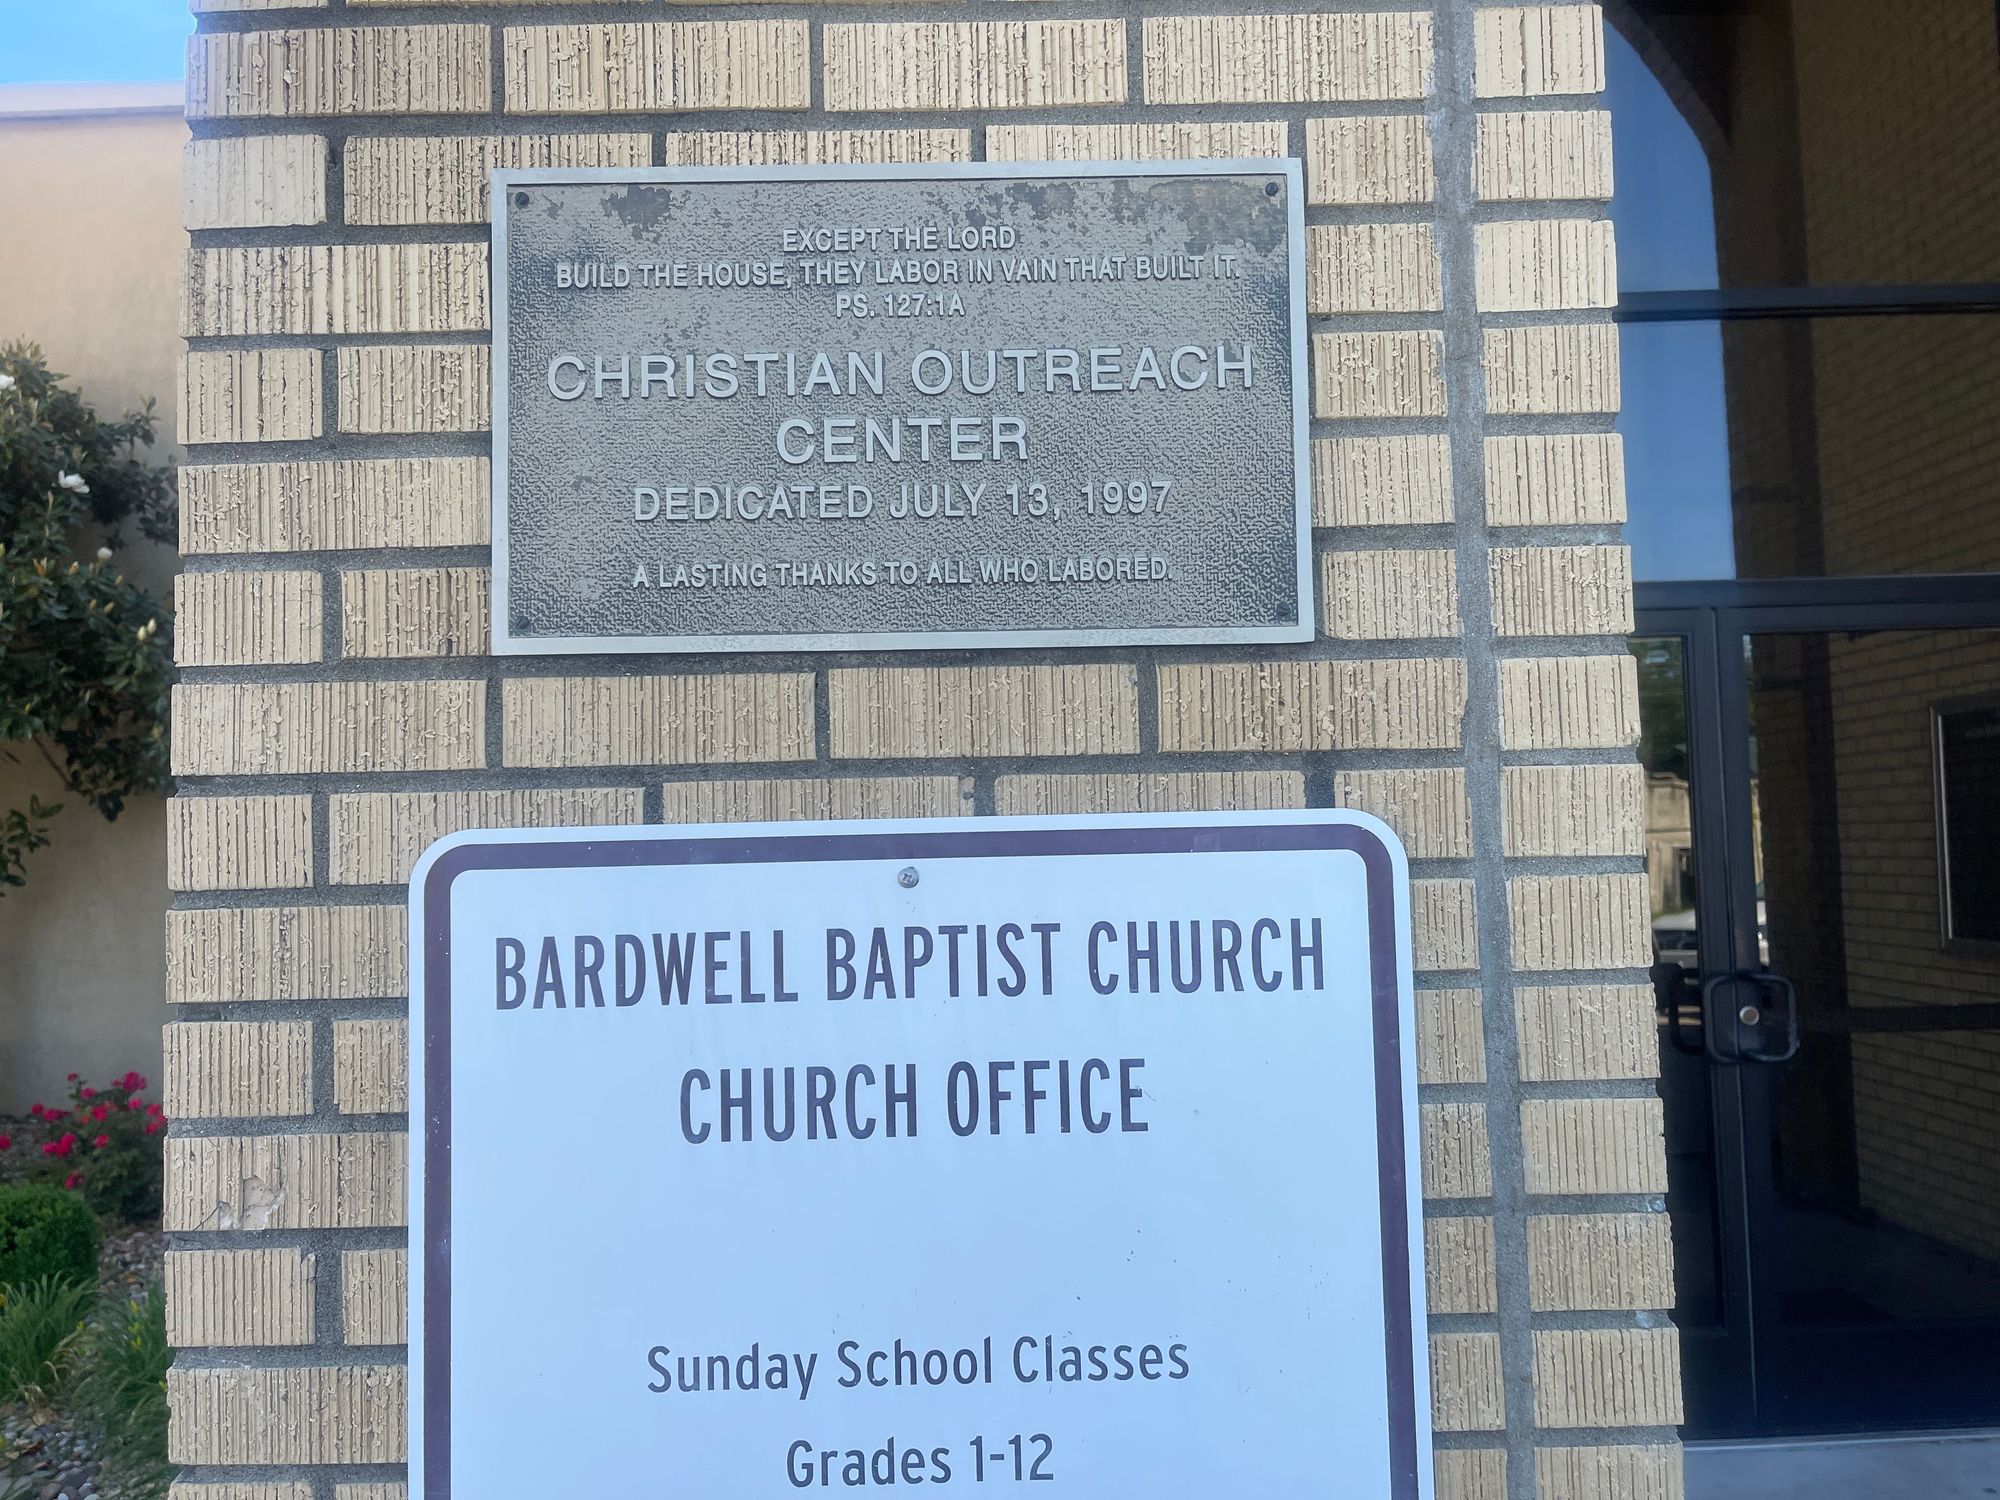 EXCEPT THE LORD
BUILD THE HOUSE, THEY LABOR IN VAIN THAT BUILT IT.
PS. 127:1A
CHRISTIAN OUTREACH
CENTER
DEDICATED JULY 13, 1997
A LASTING THANKS TO ALL WHO LABORED.
BARDWELL BAPTIST CHURCH
CHURCH OFFICE
Sunday School Classes
Grades 1-12